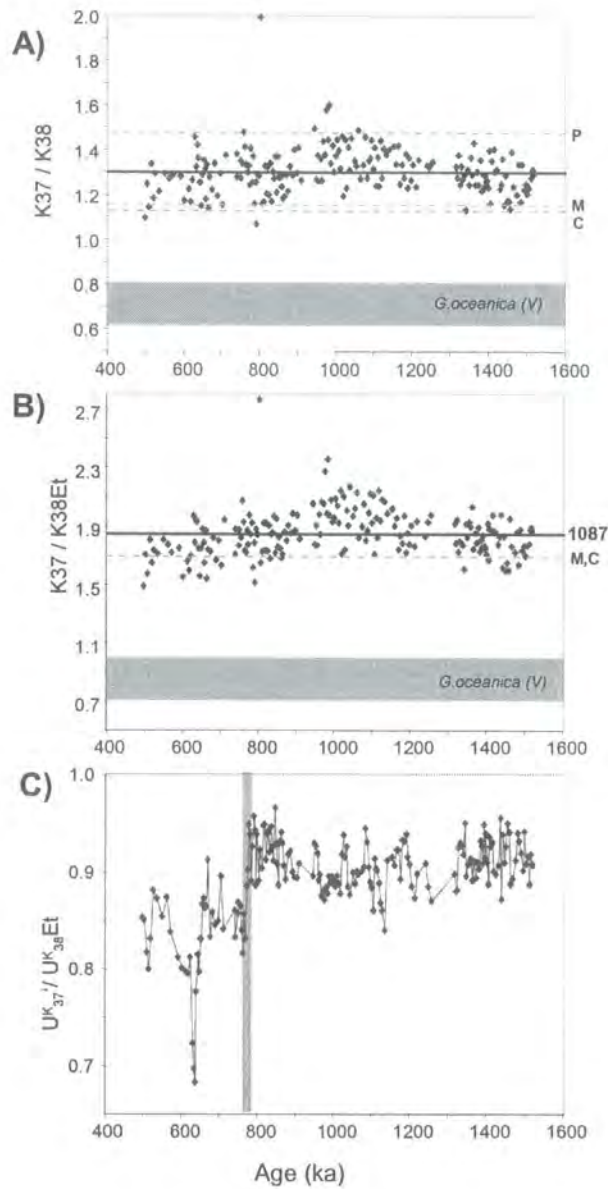 A)
K37 / K38
2.0
1.8
1.6
1.4
1.2
1.0
0.8
0.6
P
M
C
G.oceanica (V)
400 600 800 1000 1200 1400 1600
B)
K37 / K38Et
2.7
2.3
1.9
1.5
1.1
0.7
1087
M,C
G.oceanica (V)
400 600 800 1000 1200 1400 1600
C)
U^K_37'/ U^K_38Et
1.0
0.9
0.8
0.7
400 600 800 1000 1200 1400 1600
Age (ka)